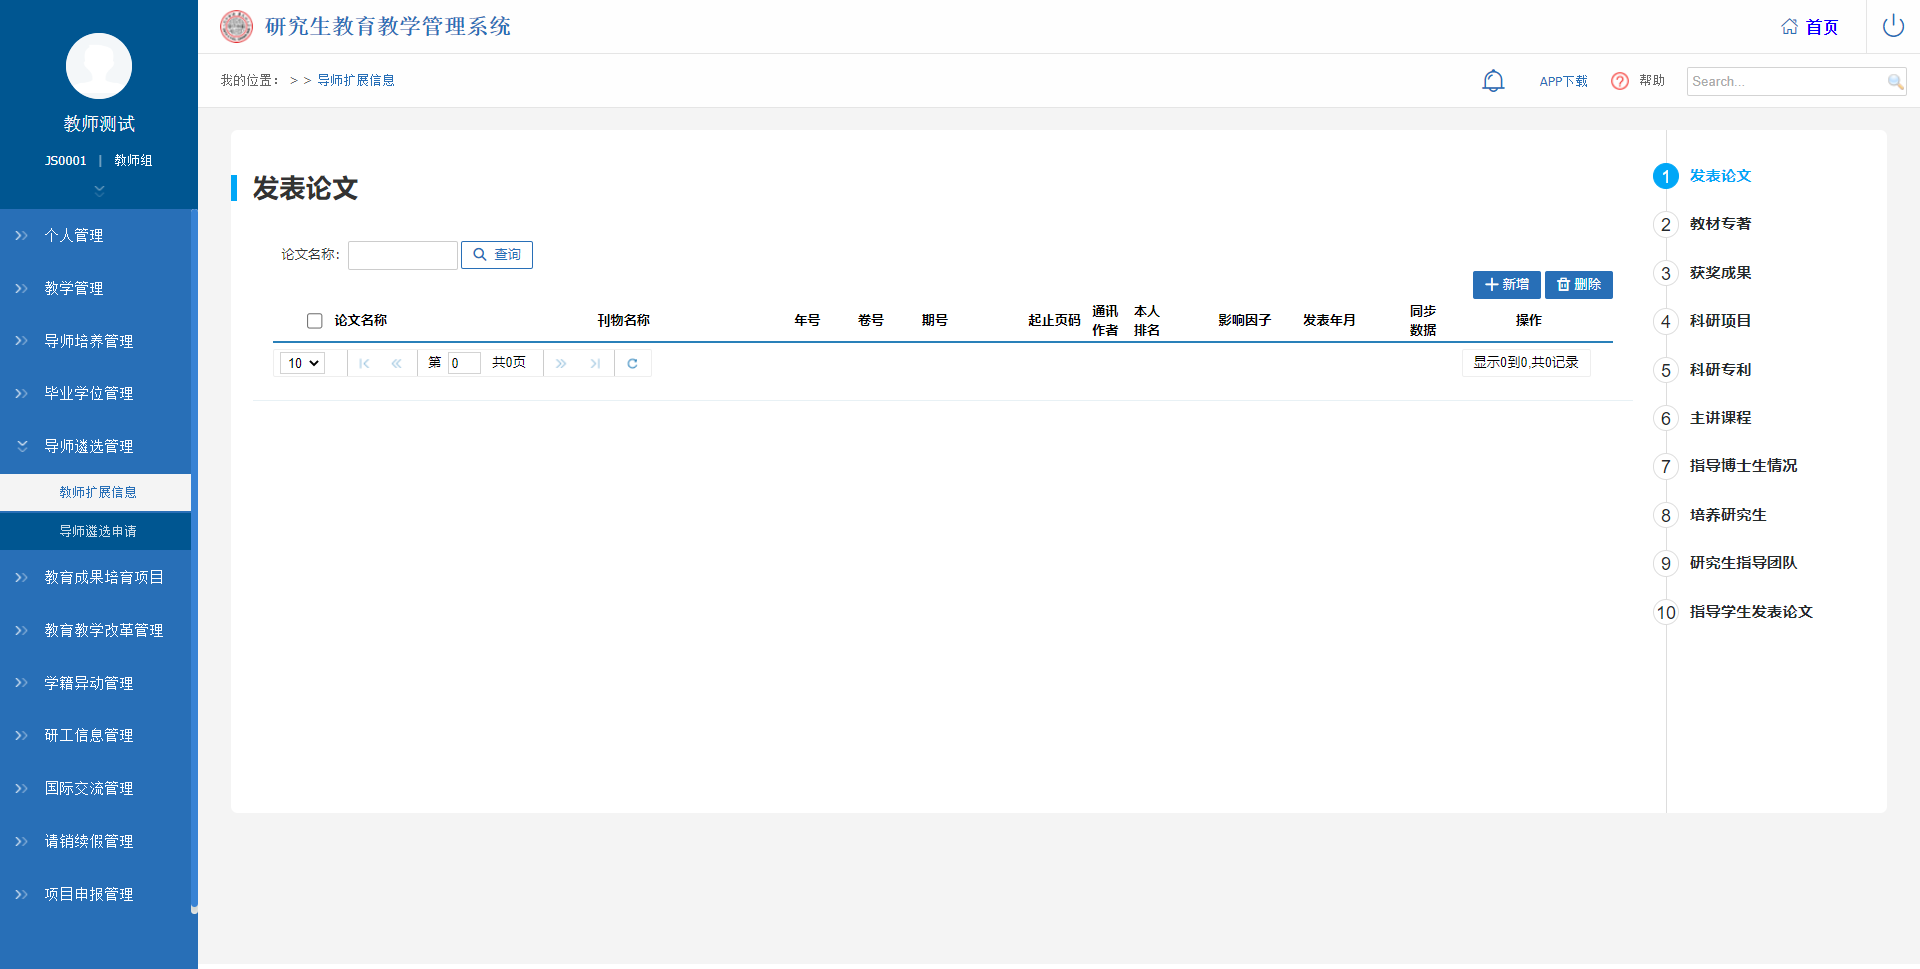 研究生教育教学管理系统
首页
我的位置： > > 导师扩展信息
APP下载
帮助
Search...
教师测试
JS0001 | 教师组
个人管理
教学管理
导师培养管理
毕业学位管理
导师遴选管理
教师扩展信息
导师遴选申请
教育成果培育项目
教育教学改革管理
学籍异动管理
研工信息管理
国际交流管理
请销续假管理
项目申报管理
发表论文
论文名称：
查询
新增
删除
论文名称 刊物名称 年号 卷号 期号 起止页码 通讯作者 本人排名 影响因子 发表年月 同步数据 操作
10 第 0 共0页
显示0到0,共0记录
1 发表论文
2 教材专著
3 获奖成果
4 科研项目
5 科研专利
6 主讲课程
7 指导博士生情况
8 培养研究生
9 研究生指导团队
10 指导学生发表论文